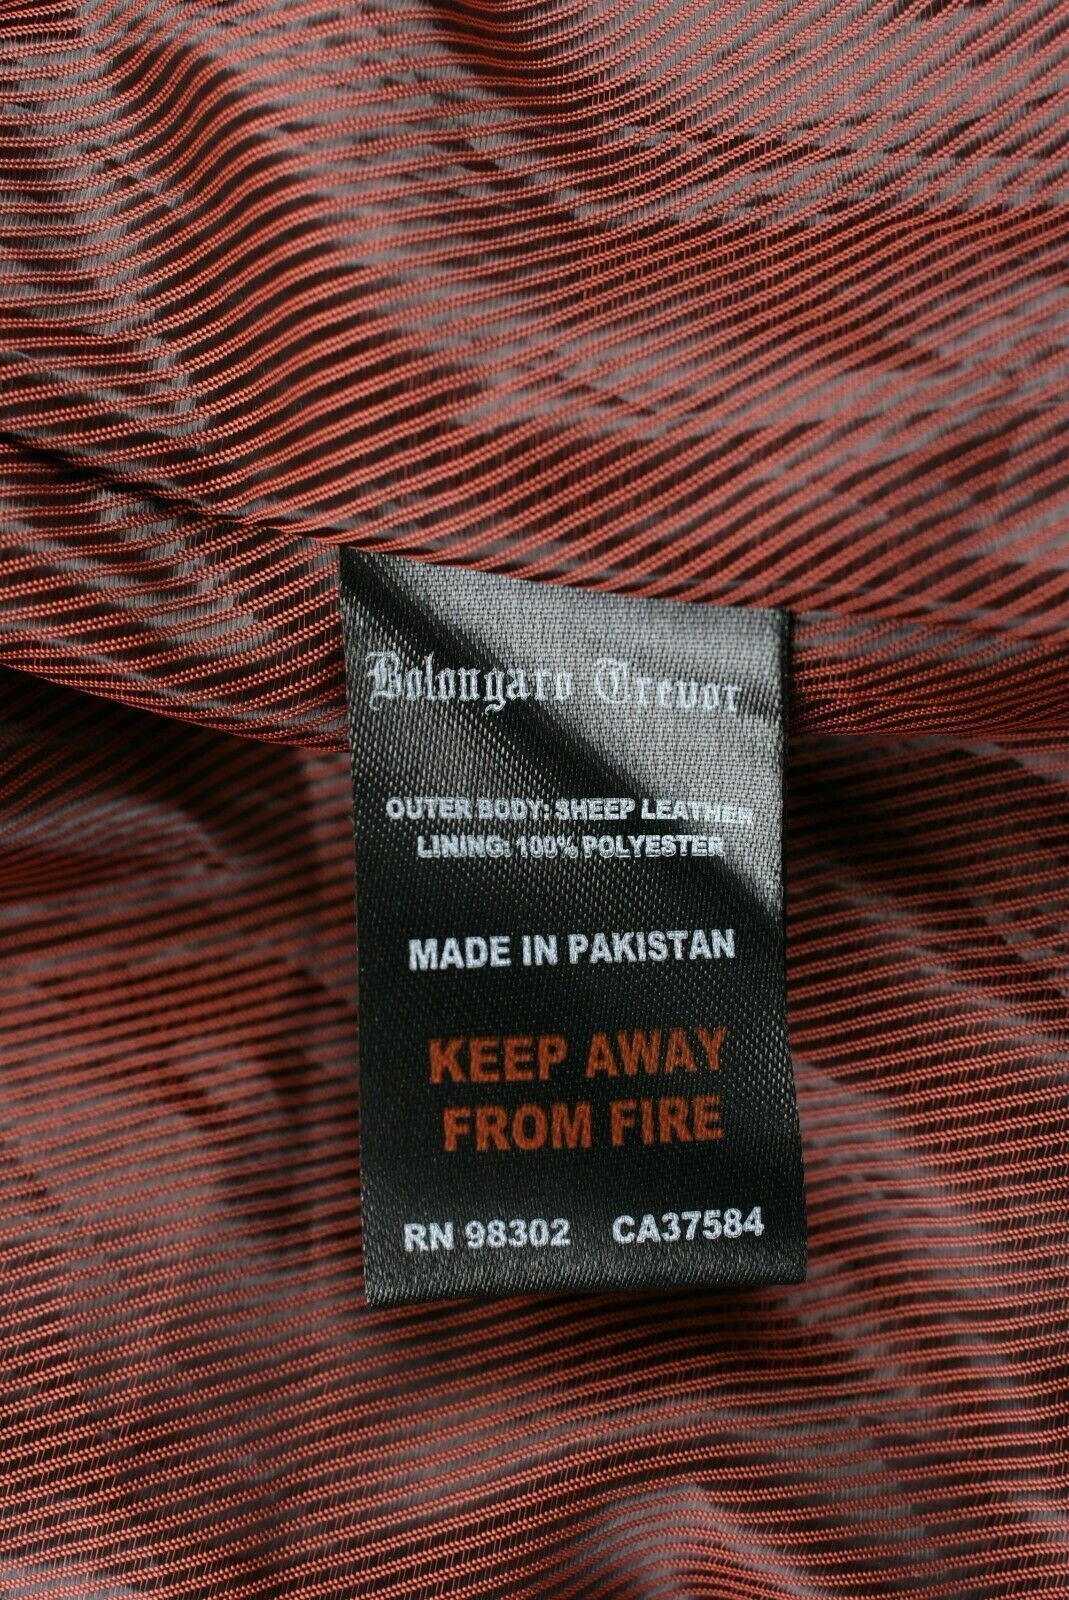 Bolongaro Trevor
OUTER BODY: SHEEP LEATHER
LINING: 100% POLYESTER
MADE IN PAKISTAN
KEEP AWAY
FROM FIRE
RN 98302 CA37584